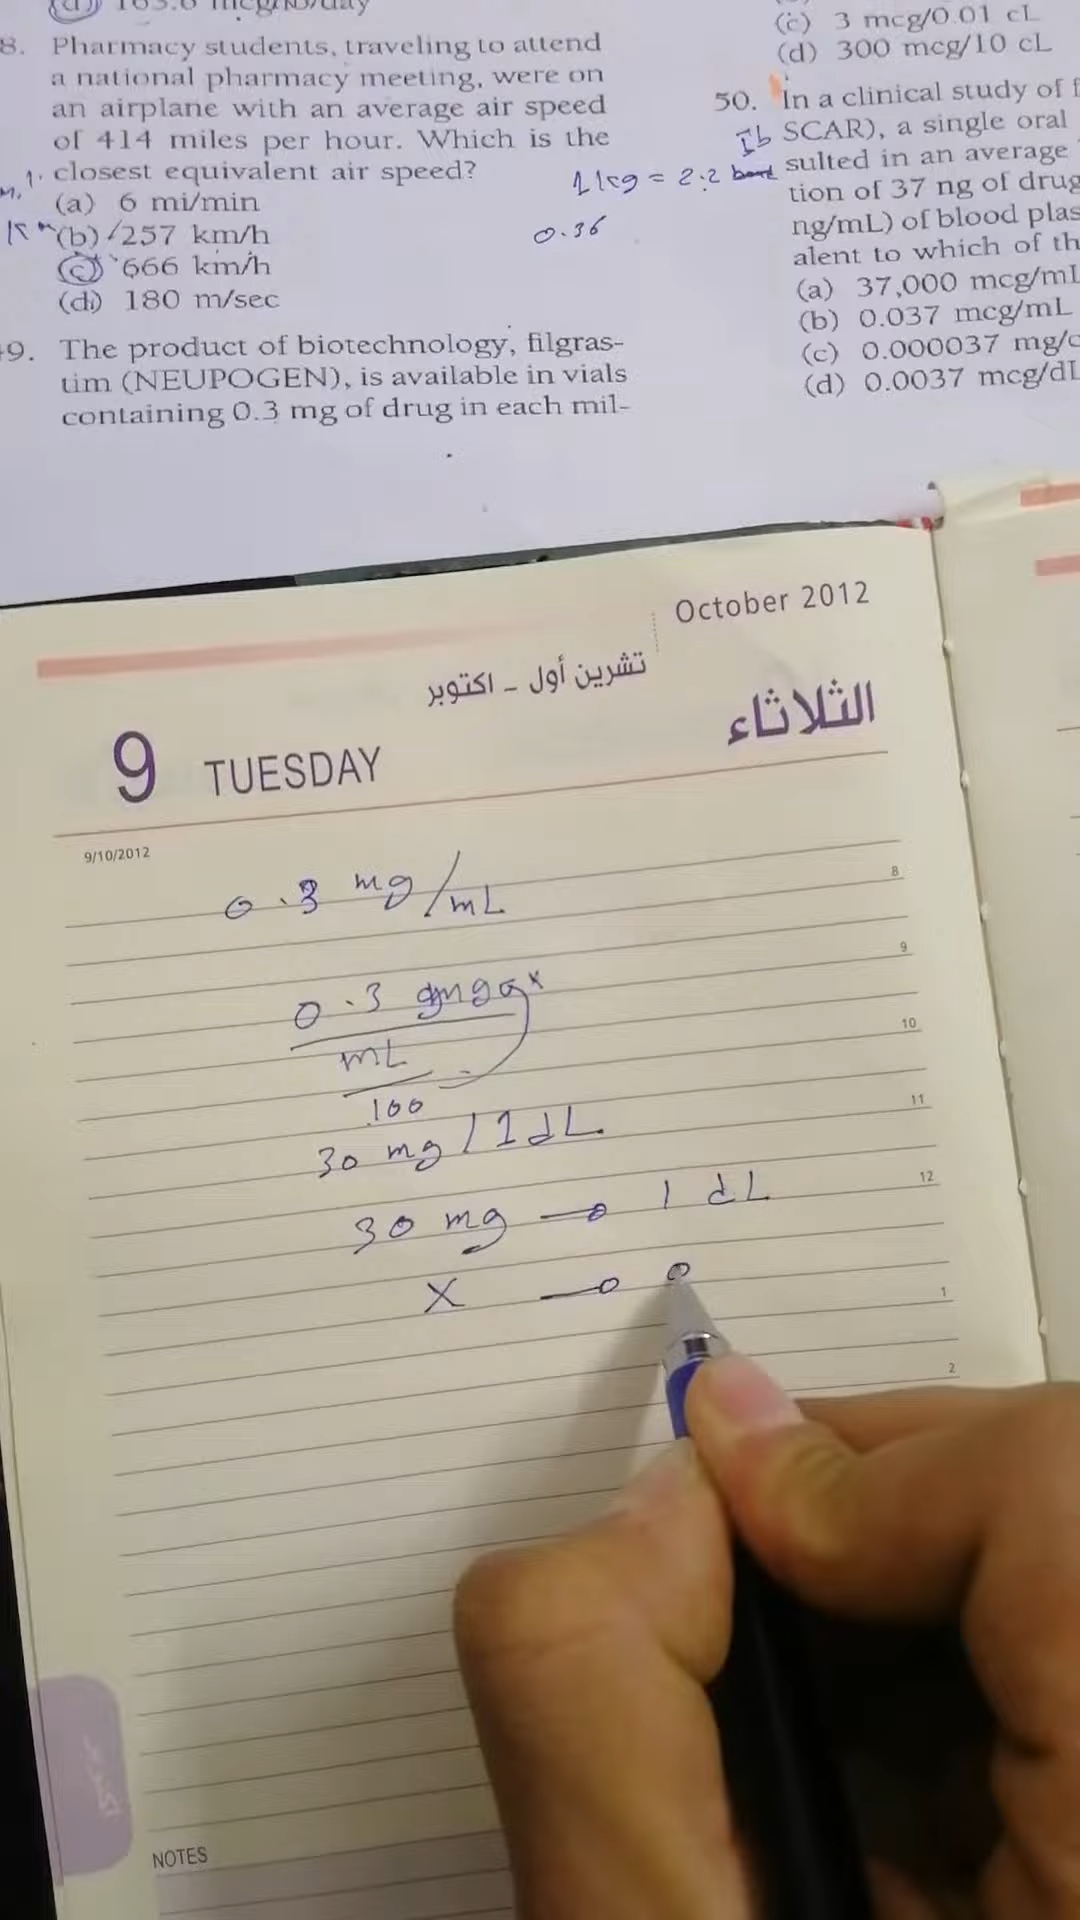 8. Pharmacy students, traveling to attend
a national pharmacy meeting, were on
an airplane with an average air speed
of 414 miles per hour. Which is the
closest equivalent air speed?
(a) 6 mi/min
(b) 257 km/h
(c) 666 km/h
(d) 180 m/sec
9. The product of biotechnology, filgras-
tim (NEUPOGEN), is available in vials
containing 0.3 mg of drug in each mil-
(c) 3 mcg/0.01 cL
(d) 300 mcg/10 cL
50. In a clinical study of
SCAR), a single oral
sulted in an average
tion of 37 ng of drug
ng/mL) of blood plas
alent to which of th
(a) 37,000 mcg/mL
(b) 0.037 mcg/mL
(c) 0.000037 mg/c
(d) 0.0037 mcg/dL
Ib
1 kg = 2.2
0.36
October 2012
تشرين أول - اكتوبر
9 TUESDAY الثلاثاء
9/10/2012
0.3 mg/mL
8
9
0.3
mL
10
100
30 mg / 1 dL
11
30 mg → 1 dL
12
X →
1
2
NOTES